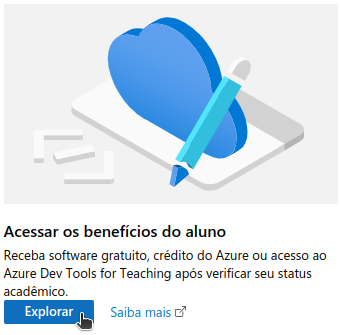 Acessar os benefícios do aluno
Receba software gratuito, crédito do Azure ou acesso ao
Azure Dev Tools for Teaching após verificar seu status
acadêmico.
Explorar
Saiba mais